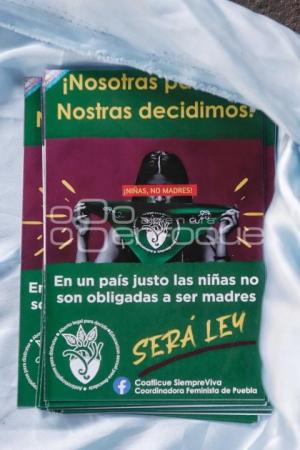 ¡Nosotras
Nostras decidimos!
¡NIÑAS, NO MADRES!
En un país justo las niñas no
son obligadas a ser madres
SERÁ LEY
Coatlicue SiempreViva
Coordinadora Feminista de Puebla